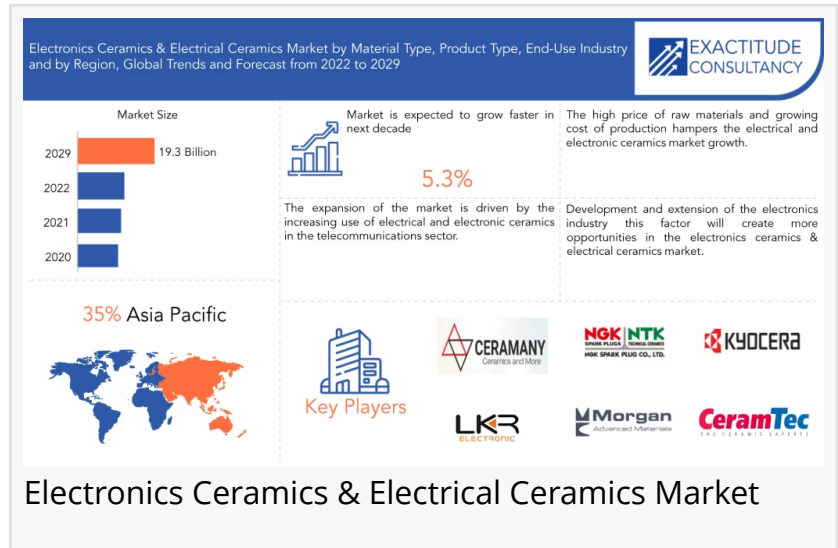 Electronics Ceramics & Electrical Ceramics Market by Material Type, Product Type, End-Use Industry
and by Region, Global Trends and Forecast from 2022 to 2029
EXACTITUDE
CONSULTANCY
Market Size
2029
19.3 Billion
2022
2021
2020
Market is expected to grow faster in
next decade
5.3%
The high price of raw materials and growing
cost of production hampers the electrical and
electronic ceramics market growth.
The expansion of the market is driven by the
increasing use of electrical and electronic ceramics
in the telecommunications sector.
Development and extension of the electronics
industry this factor will create more
opportunities in the electronics ceramics &
electrical ceramics market.
35% Asia Pacific
Key Players
CERAMANY
Ceramics and More
NGK NTK
SPARK PLUGS TECHNICAL CERAMICS
NGK SPARK PLUG CO., LTD.
KYOCERA
LKR
ELECTRONIC
Morgan
Advanced Materials
CeramTec
THE CERAMIC EXPERTS
Electronics Ceramics & Electrical Ceramics Market